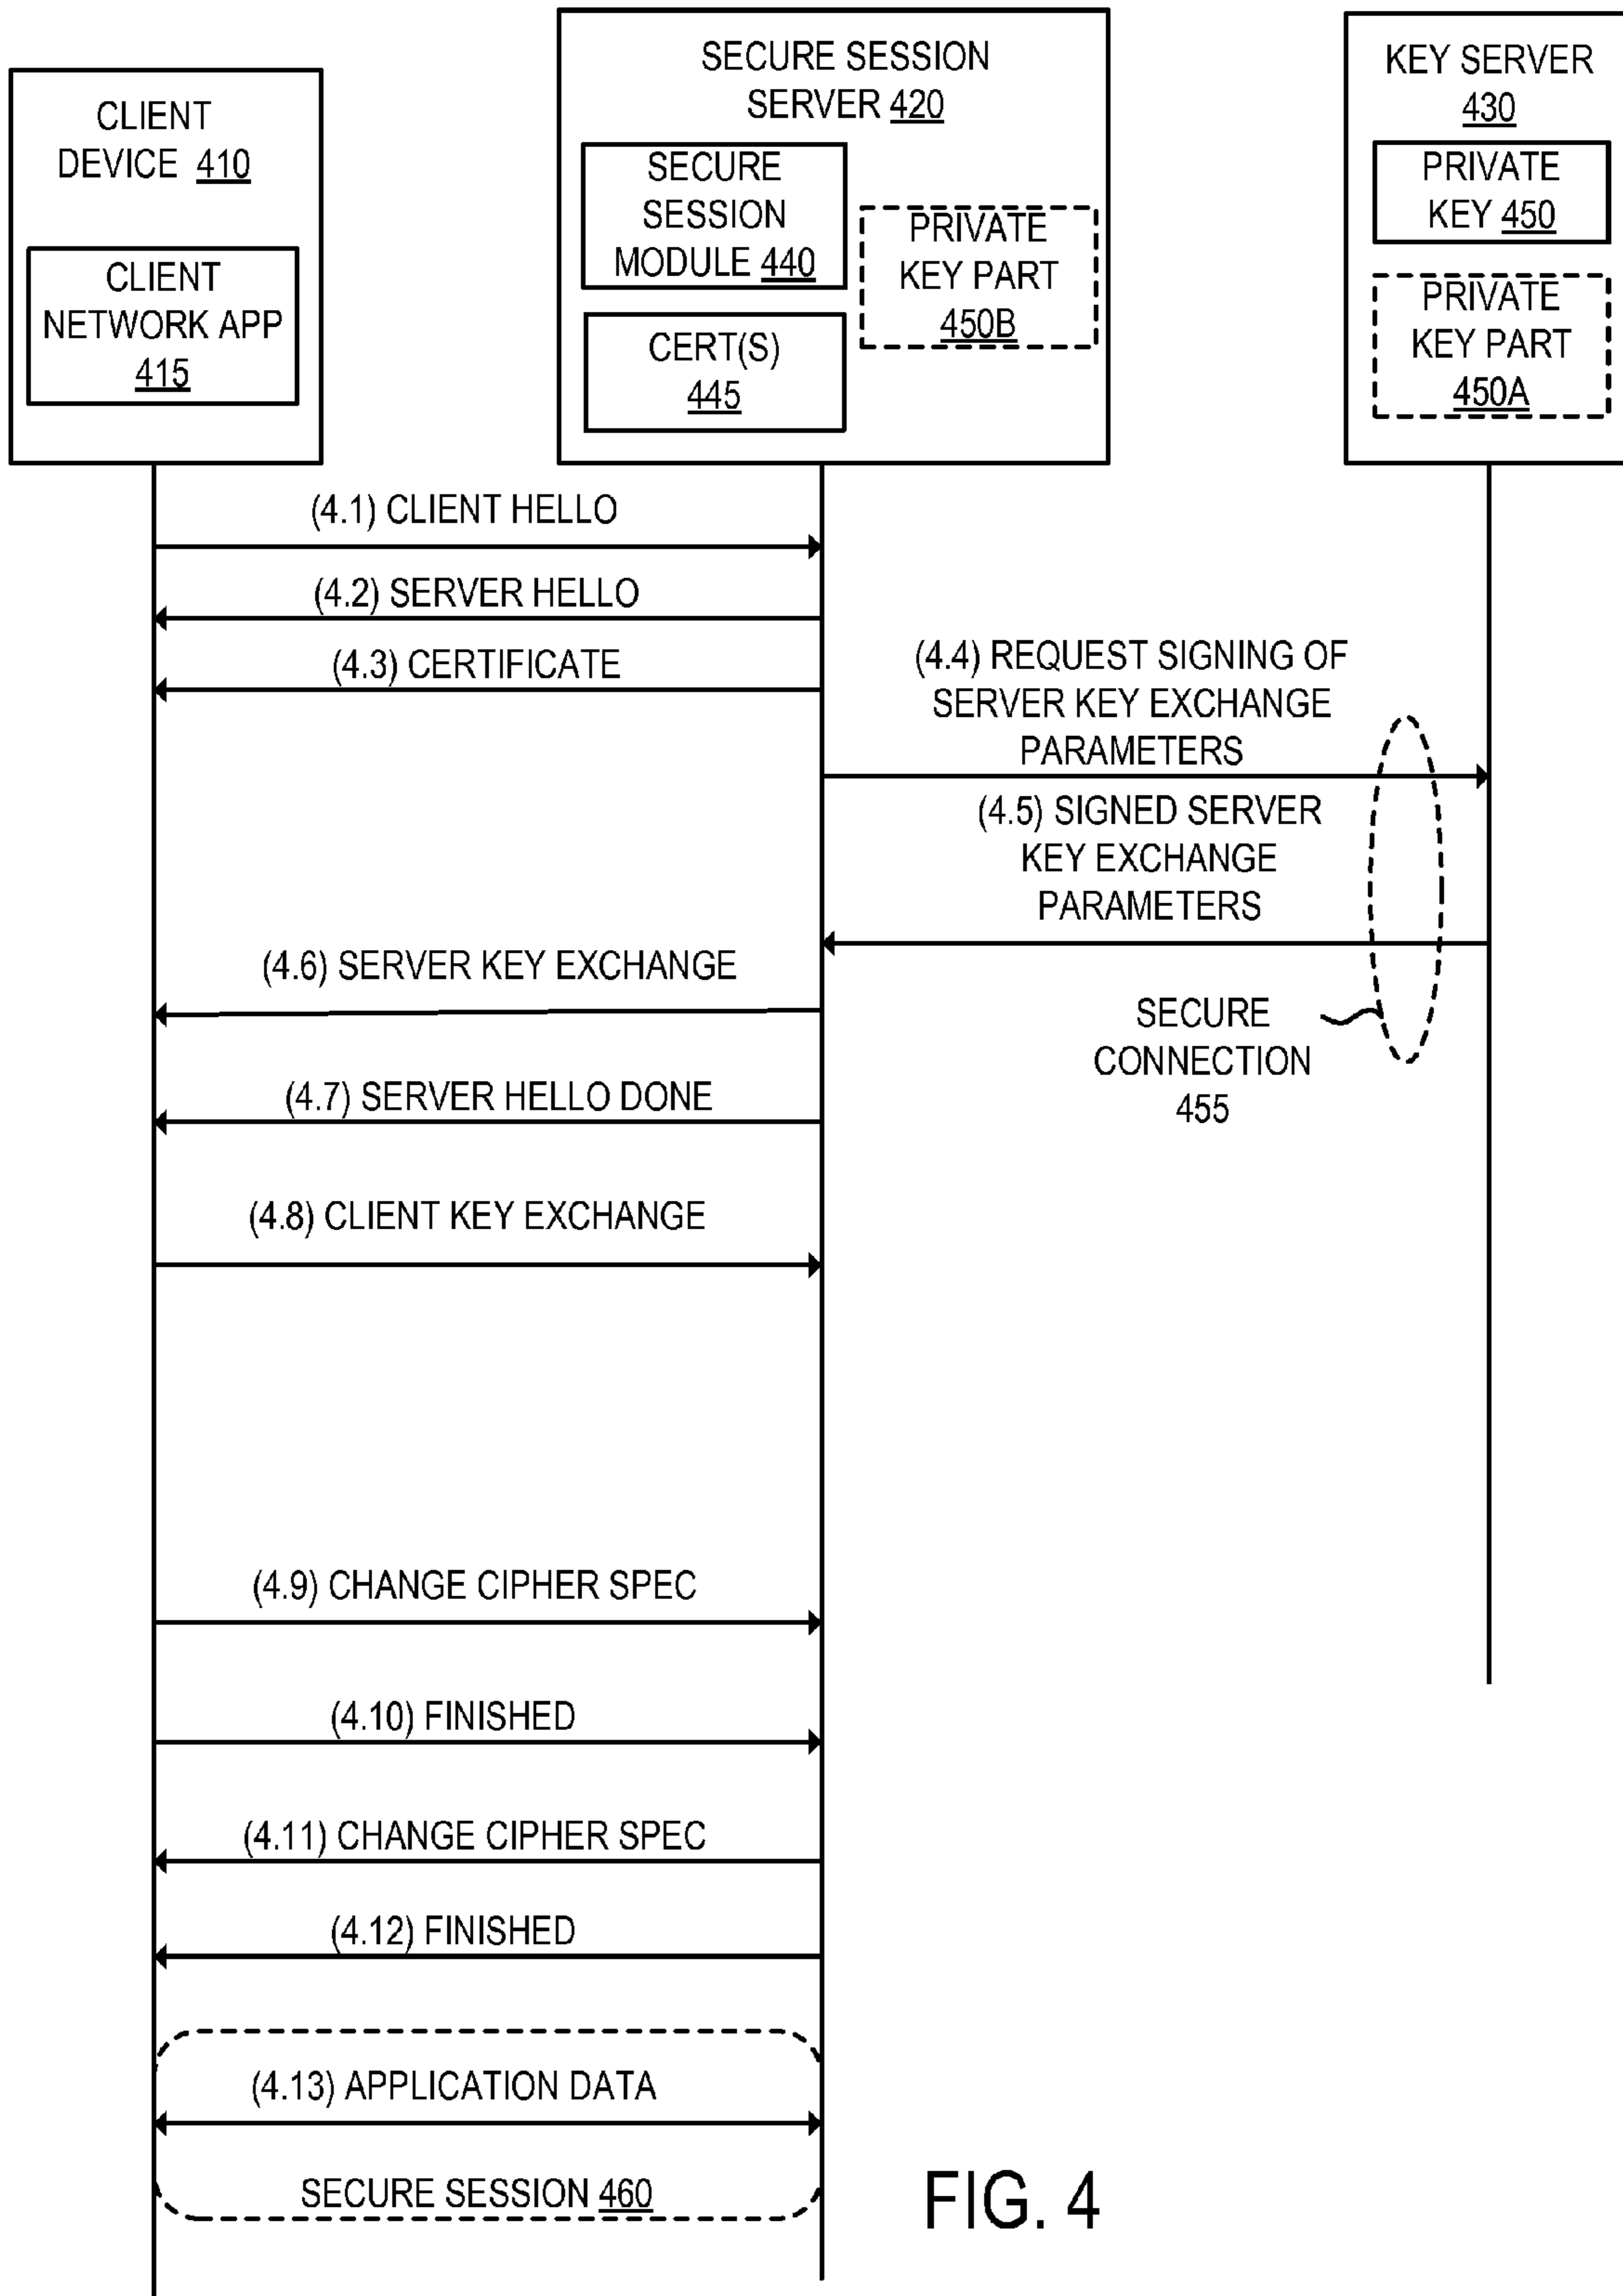 CLIENT
DEVICE 410
CLIENT
NETWORK APP
415
SECURE SESSION
SERVER 420
SECURE
SESSION
MODULE 440
CERT(S)
445
PRIVATE
KEY PART
450B
KEY SERVER
430
PRIVATE
KEY 450
PRIVATE
KEY PART
450A
(4.1) CLIENT HELLO
(4.2) SERVER HELLO
(4.3) CERTIFICATE
(4.4) REQUEST SIGNING OF
SERVER KEY EXCHANGE
PARAMETERS
(4.5) SIGNED SERVER
KEY EXCHANGE
PARAMETERS
(4.6) SERVER KEY EXCHANGE
SECURE
CONNECTION
455
(4.7) SERVER HELLO DONE
(4.8) CLIENT KEY EXCHANGE
(4.9) CHANGE CIPHER SPEC
(4.10) FINISHED
(4.11) CHANGE CIPHER SPEC
(4.12) FINISHED
(4.13) APPLICATION DATA
SECURE SESSION 460
FIG. 4